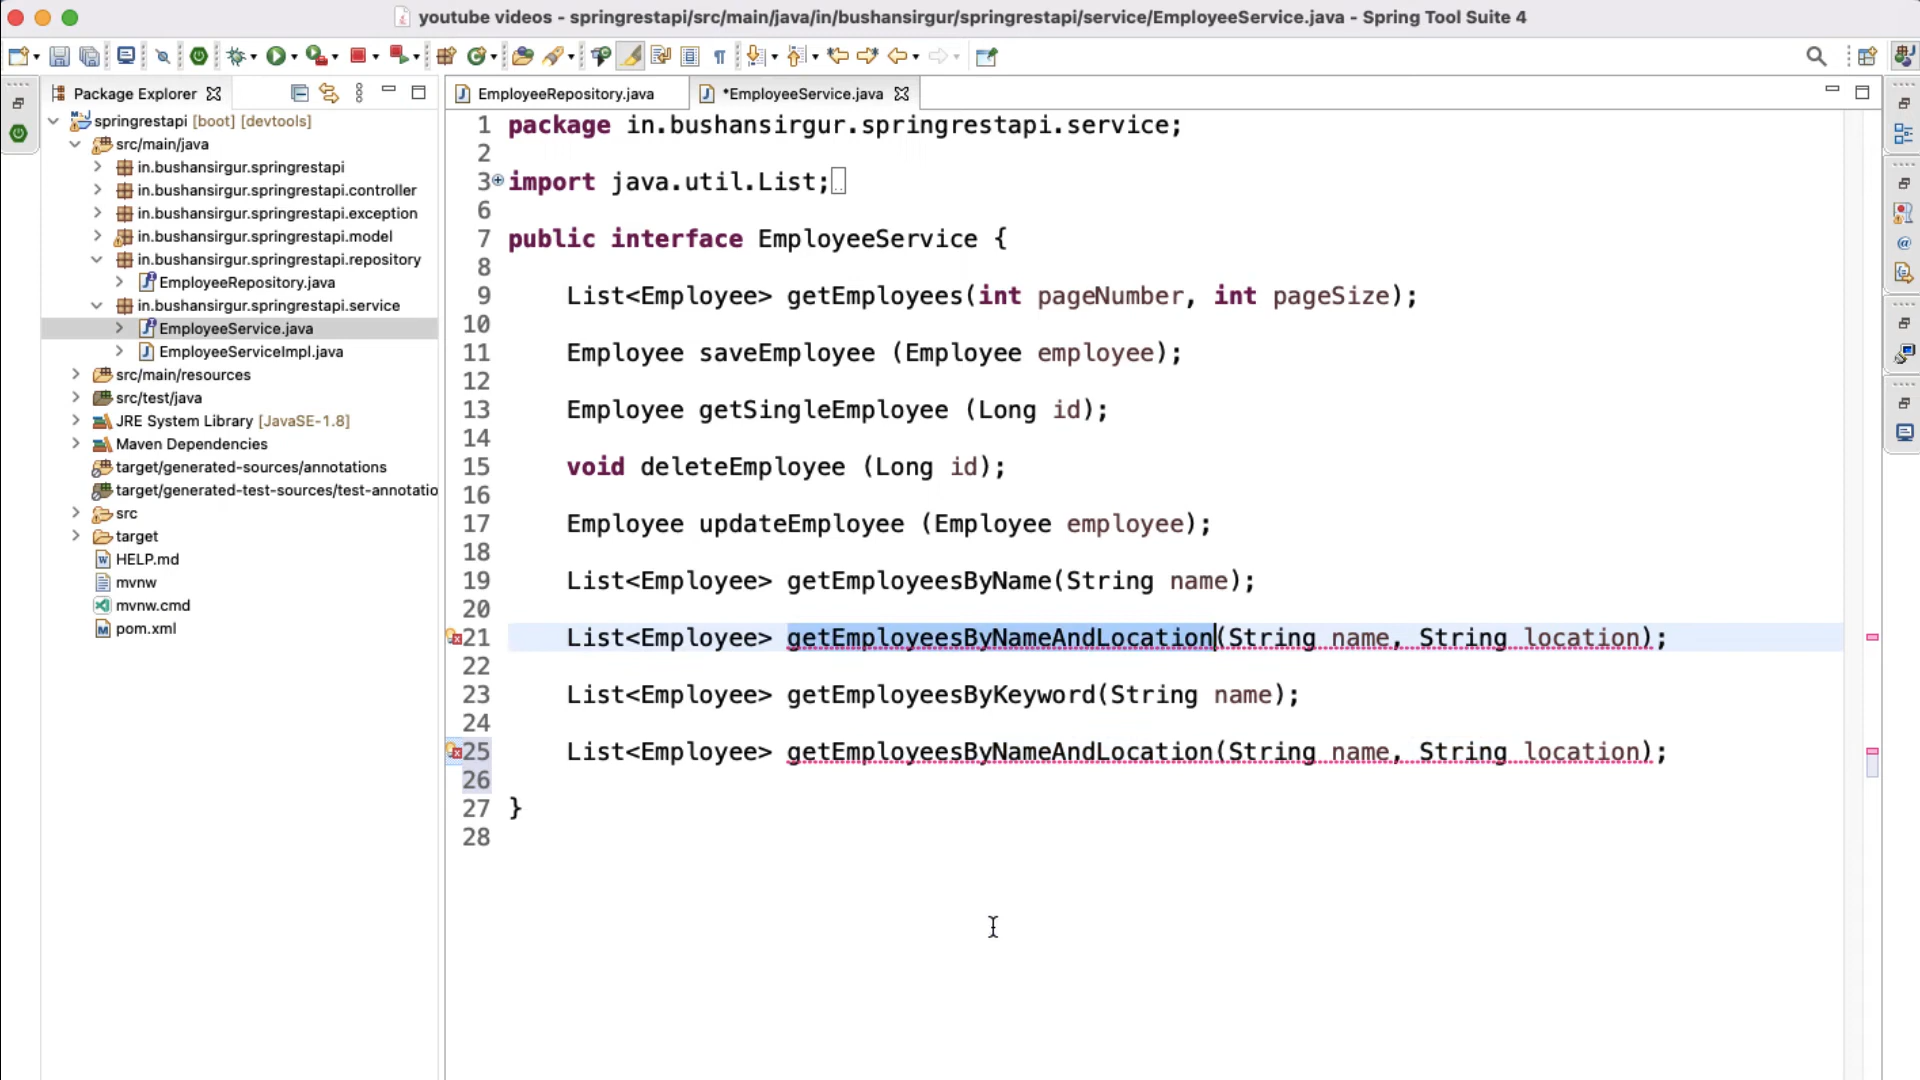 youtube videos - springrestapi/src/main/java/in/bushansirgur/springrestapi/service/EmployeeService.java - Spring Tool Suite 4
Package Explorer
springrestapi [boot] [devtools]
src/main/java
in.bushansirgur.springrestapi
in.bushansirgur.springrestapi.controller
in.bushansirgur.springrestapi.exception
in.bushansirgur.springrestapi.model
in.bushansirgur.springrestapi.repository
EmployeeRepository.java
in.bushansirgur.springrestapi.service
EmployeeService.java
EmployeeServiceImpl.java
src/main/resources
src/test/java
JRE System Library [JavaSE-1.8]
Maven Dependencies
target/generated-sources/annotations
target/generated-test-sources/test-annotatio
src
target
HELP.md
mvnw
mvnw.cmd
pom.xml
EmployeeRepository.java
*EmployeeService.java
1 package in.bushansirgur.springrestapi.service;
2
3 import java.util.List;
6
7 public interface EmployeeService {
8
9 List<Employee> getEmployees(int pageNumber, int pageSize);
10
11 Employee saveEmployee (Employee employee);
12
13 Employee getSingleEmployee (Long id);
14
15 void deleteEmployee (Long id);
16
17 Employee updateEmployee (Employee employee);
18
19 List<Employee> getEmployeesByName(String name);
20
21 List<Employee> getEmployeesByNameAndLocation(String name, String location);
22
23 List<Employee> getEmployeesByKeyword(String name);
24
25 List<Employee> getEmployeesByNameAndLocation(String name, String location);
26
27 }
28